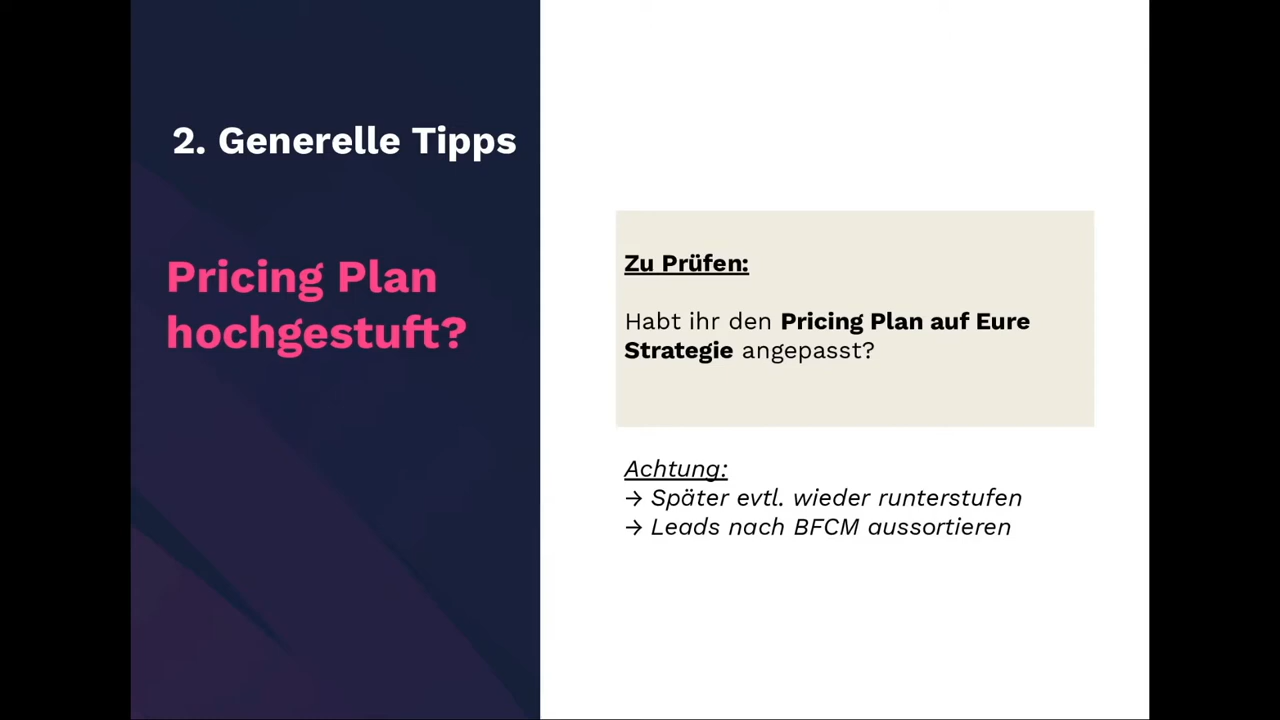 2. Generelle Tipps
Pricing Plan
hochgestuft?
Zu Prüfen:
Habt ihr den Pricing Plan auf Eure
Strategie angepasst?
Achtung:
→ Später evtl. wieder runterstufen
→ Leads nach BFCM aussortieren